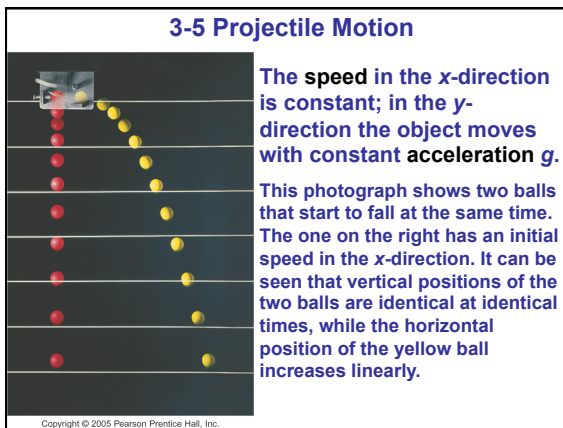 3-5 Projectile Motion
The speed in the x-direction
is constant; in the y-
direction the object moves
with constant acceleration g.
This photograph shows two balls
that start to fall at the same time.
The one on the right has an initial
speed in the x-direction. It can be
seen that vertical positions of the
two balls are identical at identical
times, while the horizontal
position of the yellow ball
increases linearly.
Copyright © 2005 Pearson Prentice Hall, Inc.